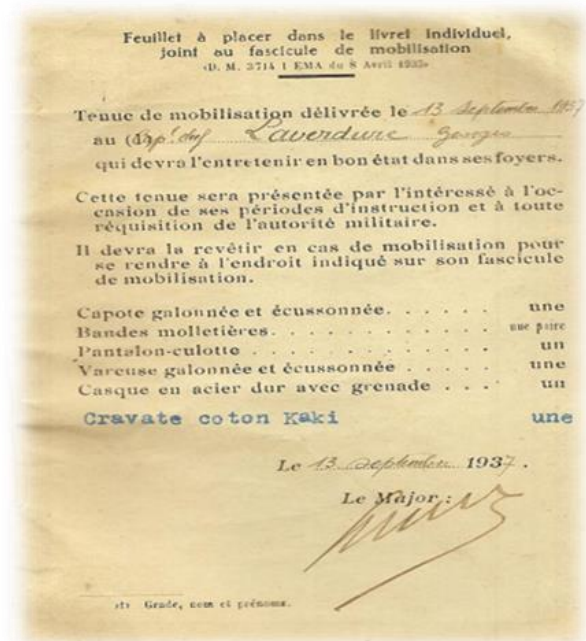 Feuillet à placer dans le livret individuel,
joint au fascicule de mobilisation
(D. M. 3714 1 EMA du 8 Avril 1935)
Tenue de mobilisation délivrée le 13 septembre 1937
au (1) Laverdure Georges
qui devra l'entretenir en bon état dans ses foyers.
Cette tenue sera présentée par l'intéressé à l'oc-
casion de ses périodes d'instruction et à toute
réquisition de l'autorité militaire.
Il devra la revêtir en cas de mobilisation pour
se rendre à l'endroit indiqué sur son fascicule
de mobilisation.
Capote galonnée et écussonnée. . . . . . . une
Bandes molletières. . . . . . . . . . . . une paire
Pantalon-culotte . . . . . . . . . . . . un
Vareuse galonnée et écussonnée . . . . . une
Casque en acier dur avec grenade . . . un
Cravate coton Kaki une
Le 13 septembre 1937.
Le Major :
(1) Grade, nom et prénoms.